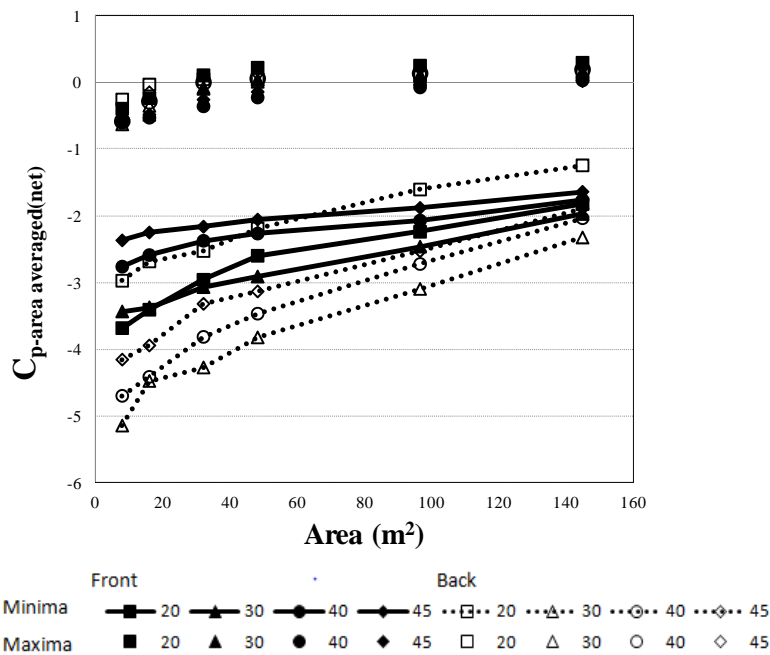 1
0
-1
-2
-3
-4
-5
-6
C p-area averaged(net)
0 20 40 60 80 100 120 140 160
Area (m²)
Front Back
Minima 20 30 40 45 20 30 40 45
Maxima 20 30 40 45 20 30 40 45